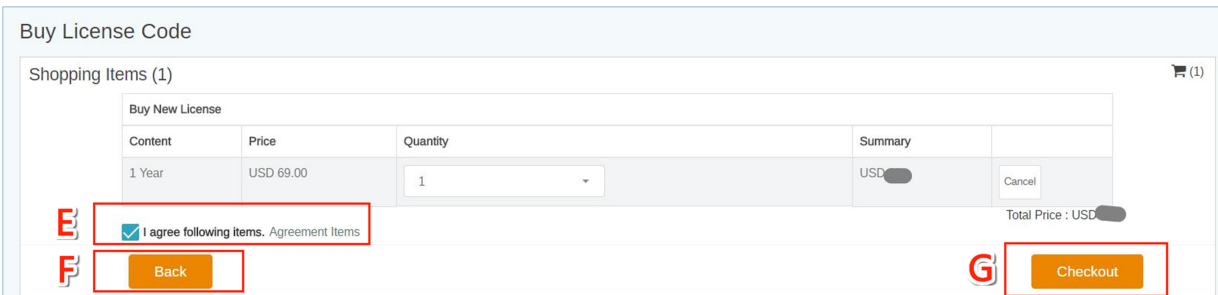 Buy License Code
Shopping Items (1)
(1)
Buy New License
Content Price Quantity Summary
1 Year USD 69.00 1 USD Cancel
Total Price : USD
E I agree following items. Agreement Items
F Back G Checkout